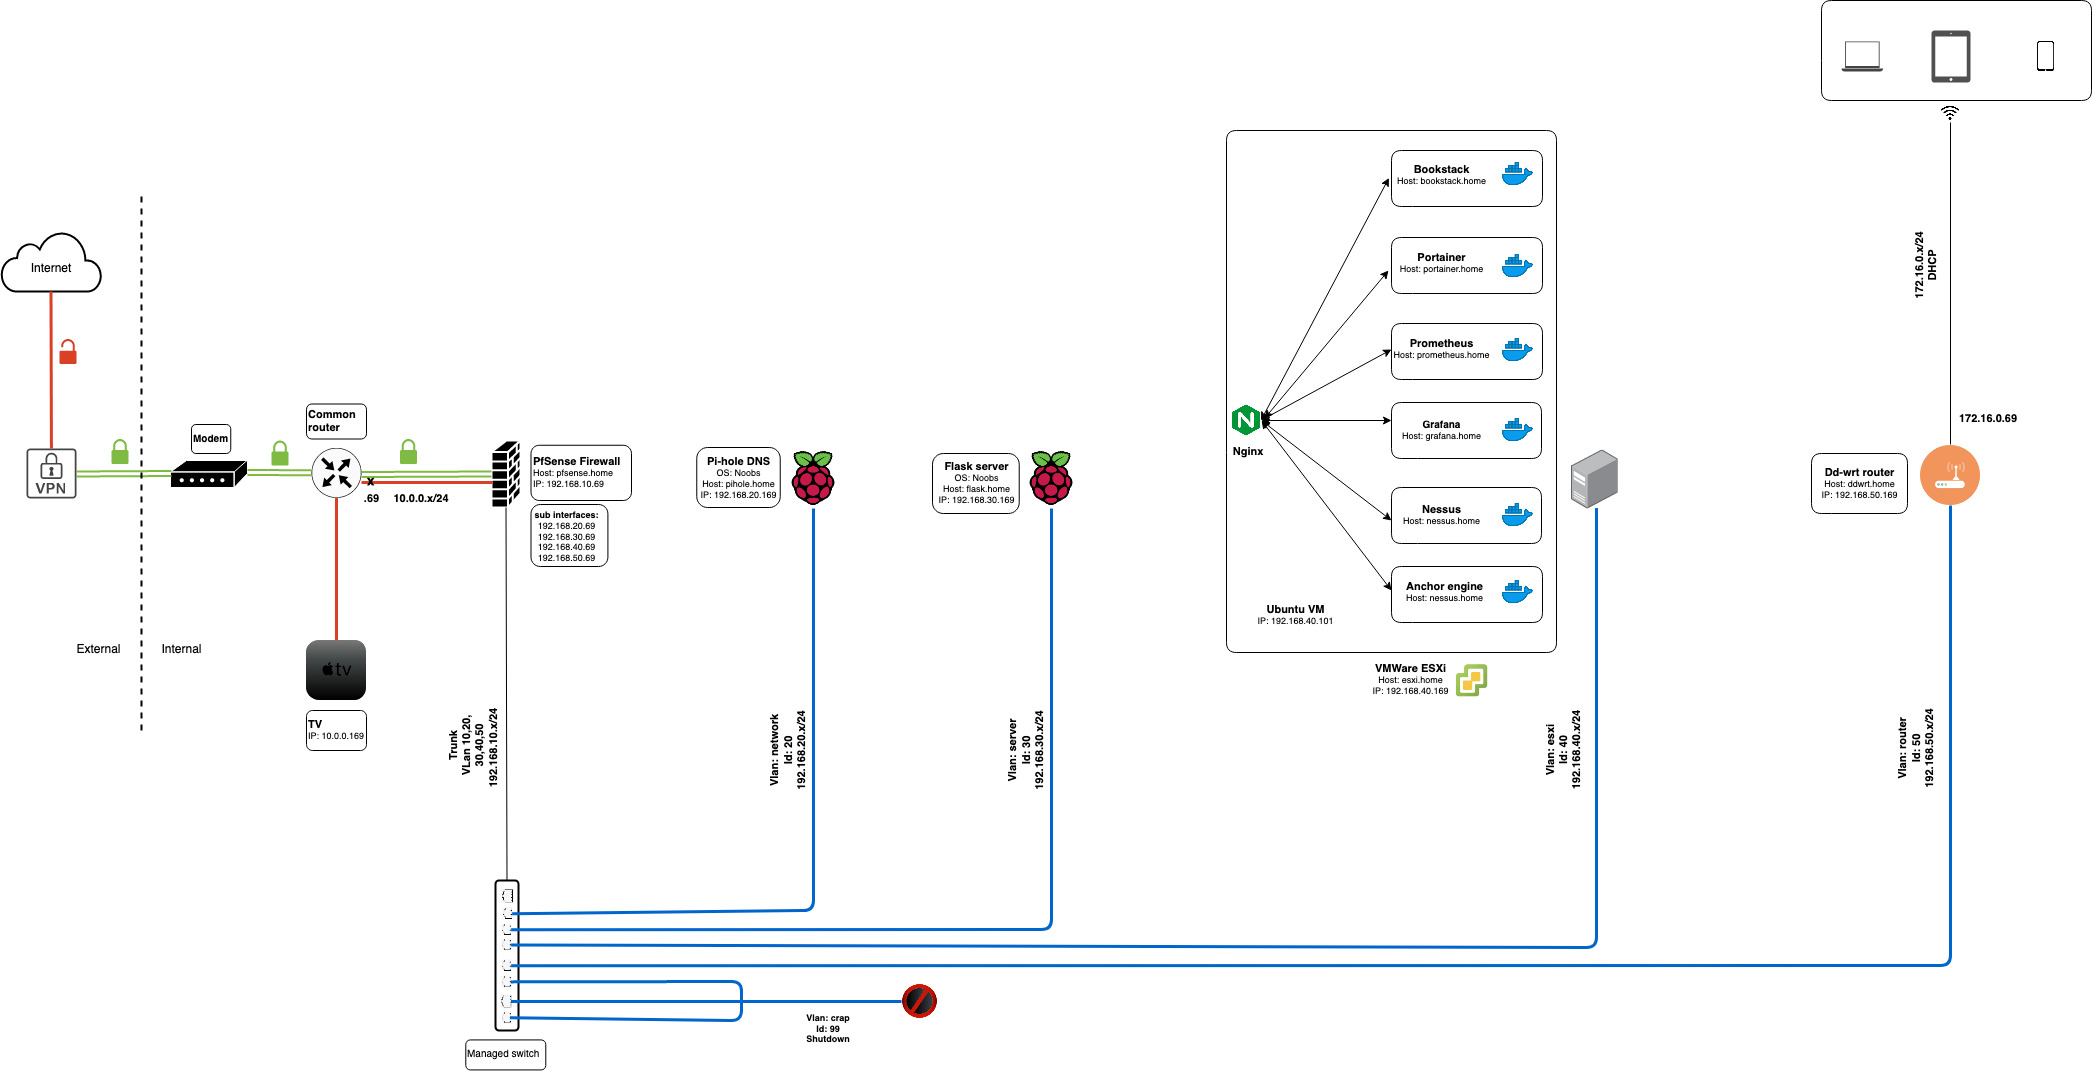 Internet
VPN
External
Internal
Modem
Common
router
x
.69
10.0.0.x/24
tv
TV
IP: 10.0.0.169
PfSense Firewall
Host: pfsense.home
IP: 192.168.10.69
sub interfaces:
192.168.20.69
192.168.30.69
192.168.40.69
192.168.50.69
Trunk
VLan 10,20,
30,40,50
192.168.10.x/24
Managed switch
Pi-hole DNS
OS: Noobs
Host: pihole.home
IP: 192.168.20.169
Vlan: network
Id: 20
192.168.20.x/24
Flask server
OS: Noobs
Host: flask.home
IP: 192.168.30.169
Vlan: server
Id: 30
192.168.30.x/24
Vlan: crap
Id: 99
Shutdown
N
Nginx
Bookstack
Host: bookstack.home
Portainer
Host: portainer.home
Prometheus
Host: prometheus.home
Grafana
Host: grafana.home
Nessus
Host: nessus.home
Anchor engine
Host: nessus.home
Ubuntu VM
IP: 192.168.40.101
VMWare ESXi
Host: esxi.home
IP: 192.168.40.169
Vlan: esxi
Id: 40
192.168.40.x/24
172.16.0.x/24
DHCP
172.16.0.69
Dd-wrt router
Host: ddwrt.home
IP: 192.168.50.169
Vlan: router
Id: 50
192.168.50.x/24